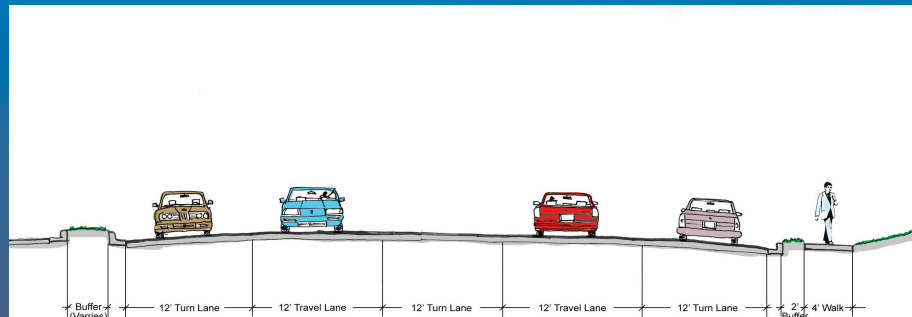 Buffer
(Varries)
12' Turn Lane
12' Travel Lane
12' Turn Lane
12' Travel Lane
12' Turn Lane
2'
Buffer
4' Walk